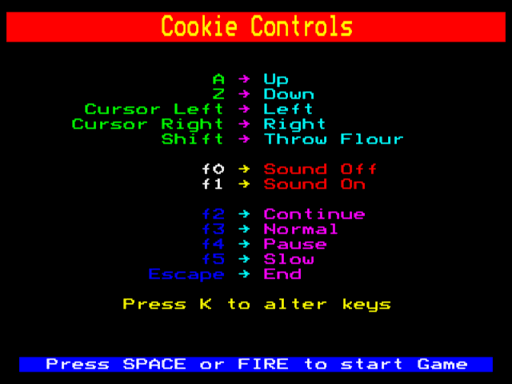 Cookie Controls
A → Up
Z → Down
Cursor Left → Left
Cursor Right → Right
Shift → Throw Flour
f0 → Sound Off
f1 → Sound On
f2 → Continue
f3 → Normal
f4 → Pause
f5 → Slow
Escape → End
Press K to alter keys
Press SPACE or FIRE to start Game